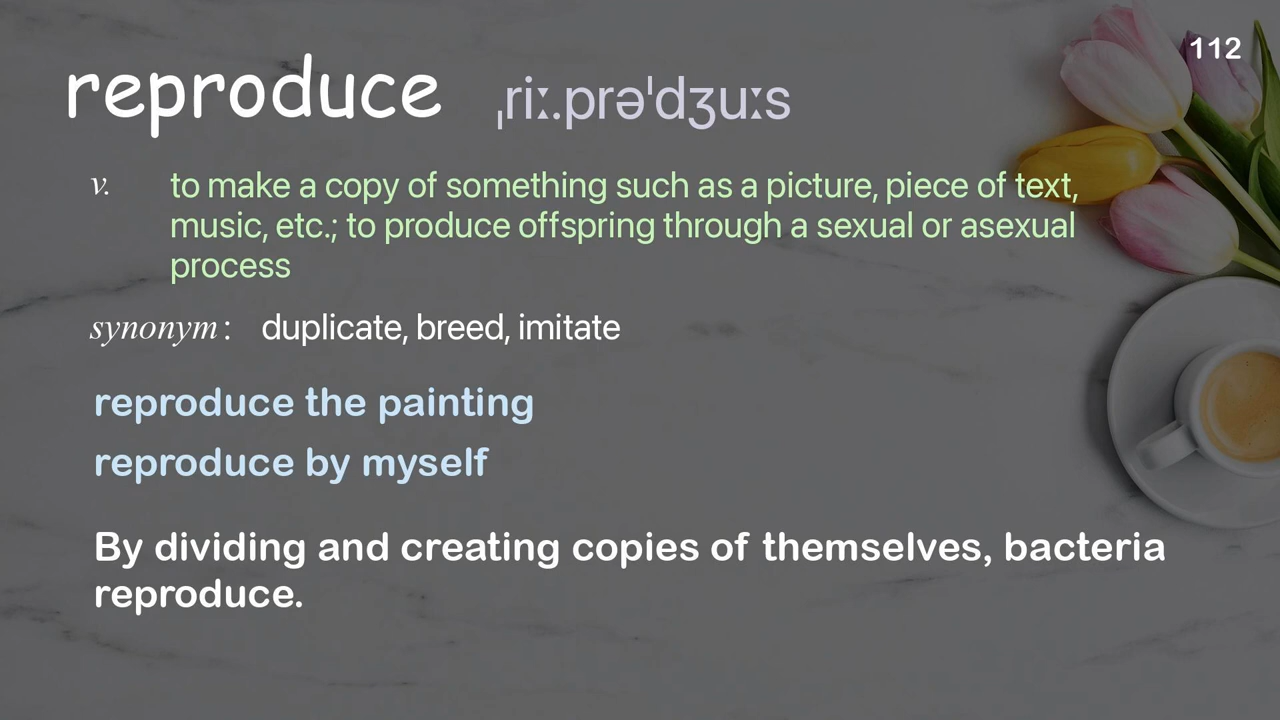 112
reproduce ˌriː.prəˈdʒuːs
v. to make a copy of something such as a picture, piece of text,
music, etc.; to produce offspring through a sexual or asexual
process
synonym: duplicate, breed, imitate
reproduce the painting
reproduce by myself
By dividing and creating copies of themselves, bacteria
reproduce.